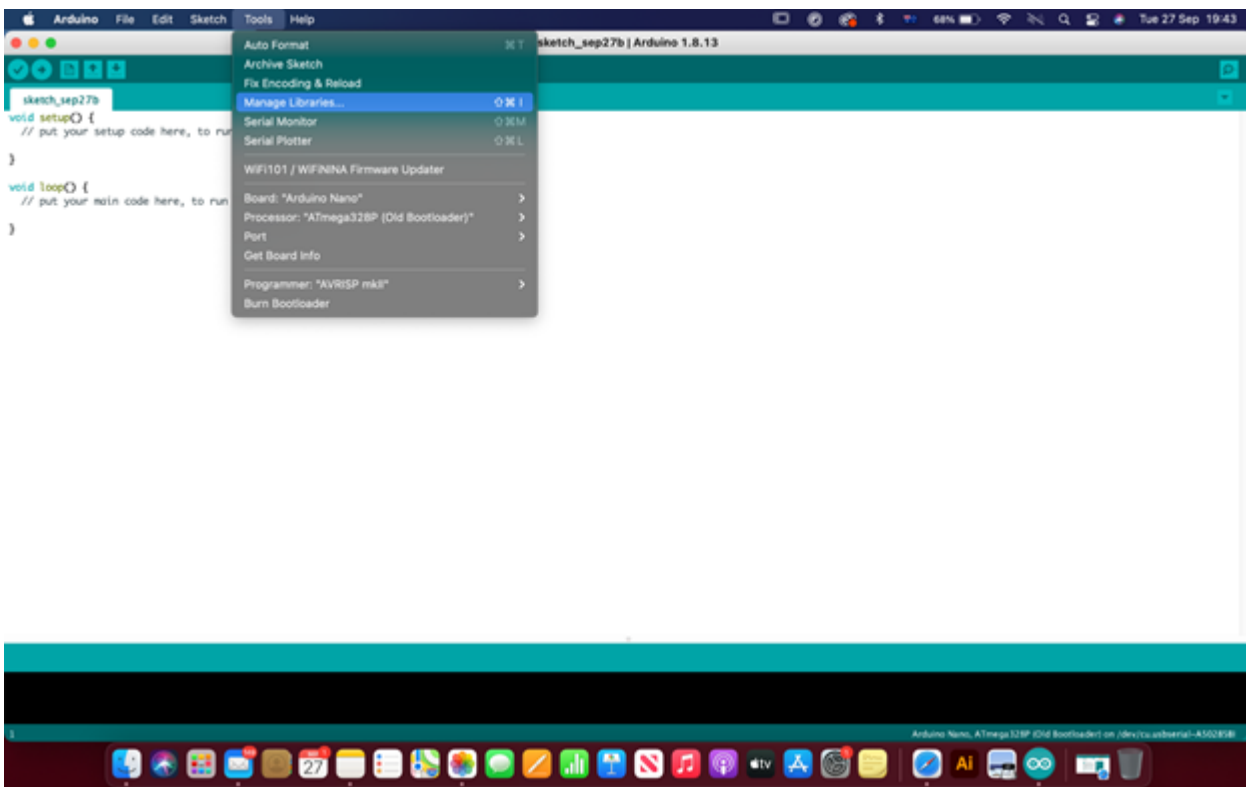 Arduino File Edit Sketch Tools Help 68% Tue 27 Sep 19:43
sketch_sep27b | Arduino 1.8.13
sketch_sep27b
void setup() {
// put your setup code here, to run
}
void loop() {
// put your main code here, to run
}
Auto Format ⌘T
Archive Sketch
Fix Encoding & Reload
Manage Libraries... ⇧⌘I
Serial Monitor ⇧⌘M
Serial Plotter ⇧⌘L
WiFi101 / WiFiNINA Firmware Updater
Board: "Arduino Nano"
Processor: "ATmega328P (Old Bootloader)"
Port
Get Board Info
Programmer: "AVRISP mkII"
Burn Bootloader
1
Arduino Nano, ATmega328P (Old Bootloader) on
27
tv
Ai